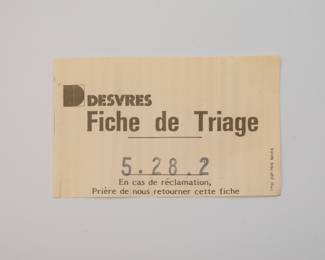 DESVRES
Fiche de Triage
5.28.2
En cas de réclamation,
Prière de nous retourner cette fiche